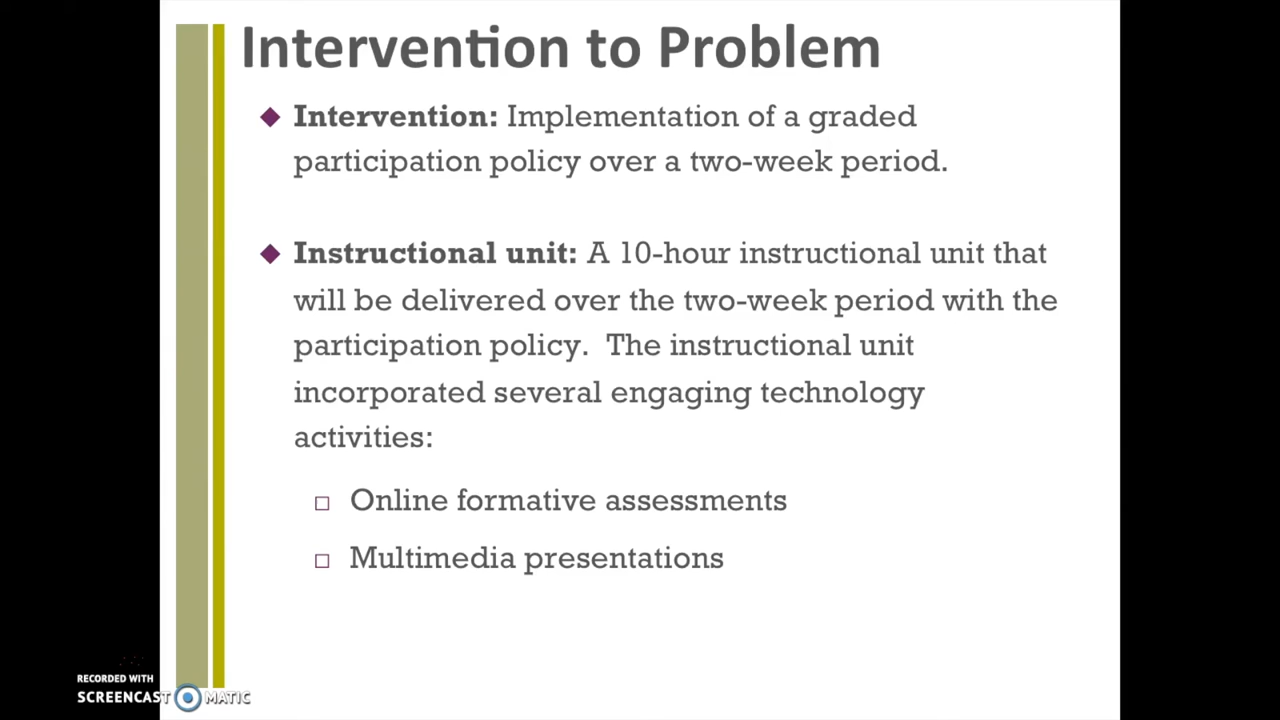 Intervention to Problem
Intervention: Implementation of a graded
participation policy over a two-week period.
Instructional unit: A 10-hour instructional unit that
will be delivered over the two-week period with the
participation policy. The instructional unit
incorporated several engaging technology
activities:
Online formative assessments
Multimedia presentations
RECORDED WITH
SCREENCAST MATIC